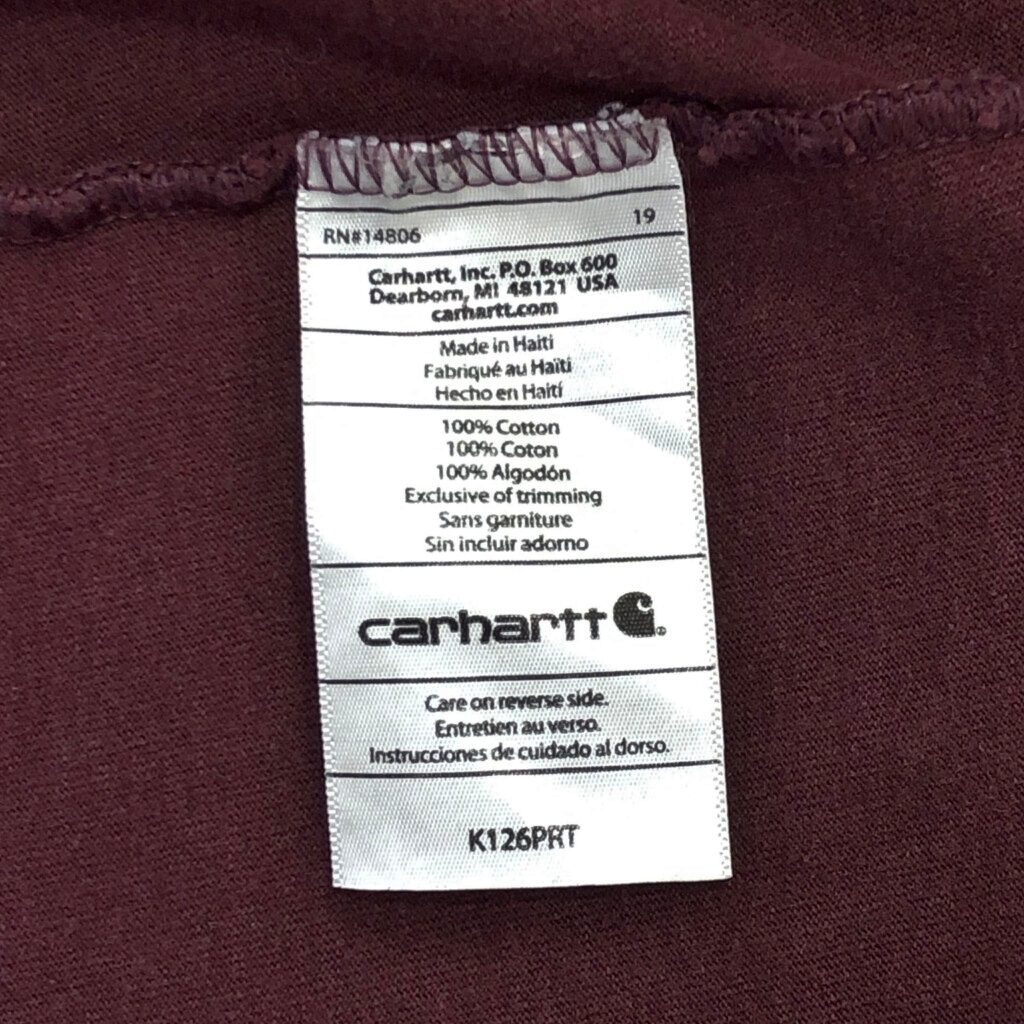 RN#14806 19
Carhartt, Inc. P.O. Box 600
Dearborn, MI 48121 USA
carhartt.com
Made in Haiti
Fabriqué au Haïti
Hecho en Haití
100% Cotton
100% Coton
100% Algodón
Exclusive of trimming
Sans garniture
Sin incluir adorno
carhartt
Care on reverse side.
Entretien au verso.
Instrucciones de cuidado al dorso.
K126PRT